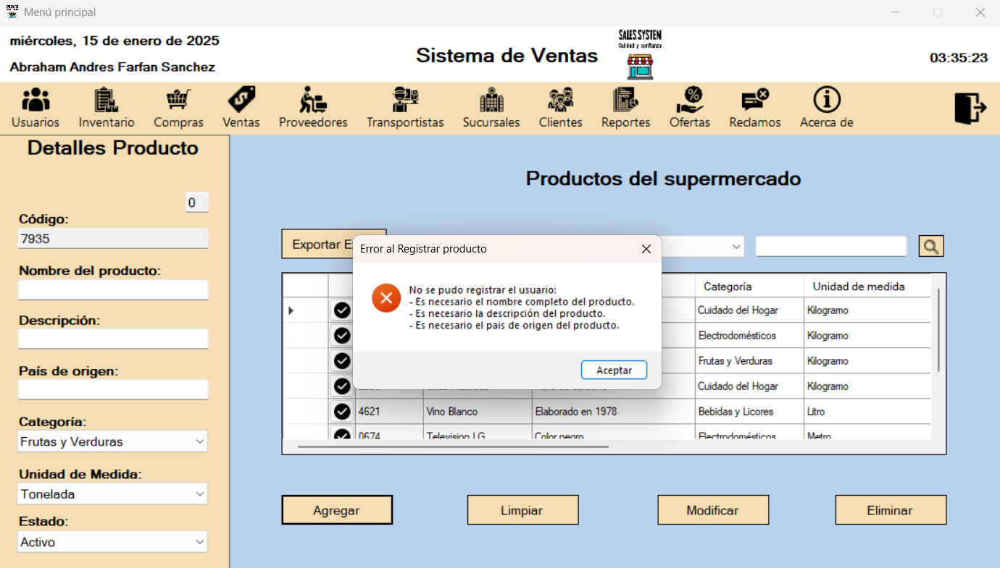 Menú principal
miércoles, 15 de enero de 2025
Abraham Andres Farfan Sanchez
Sistema de Ventas
SALES SYSTEN
Calidad y confianza
03:35:23
Usuarios Inventario Compras Ventas Proveedores Transportistas Sucursales Clientes Reportes Ofertas Reclamos Acerca de
Detalles Producto
0
Código:
7935
Nombre del producto:
Descripción:
País de origen:
Categoría:
Frutas y Verduras
Unidad de Medida:
Tonelada
Estado:
Activo
Productos del supermercado
Exportar
Error al Registrar producto
No se pudo registrar el usuario:
- Es necesario el nombre completo del producto.
- Es necesario la descripción del producto.
- Es necesario el pais de origen del producto.
Aceptar
Categoría Unidad de medida
Cuidado del Hogar Kilogramo
Electrodomésticos Kilogramo
Frutas y Verduras Kilogramo
Cuidado del Hogar Kilogramo
4621 Vino Blanco Elaborado en 1978 Bebidas y Licores Litro
0674 Television LG Color negro Electrodomésticos Metro
Agregar Limpiar Modificar Eliminar